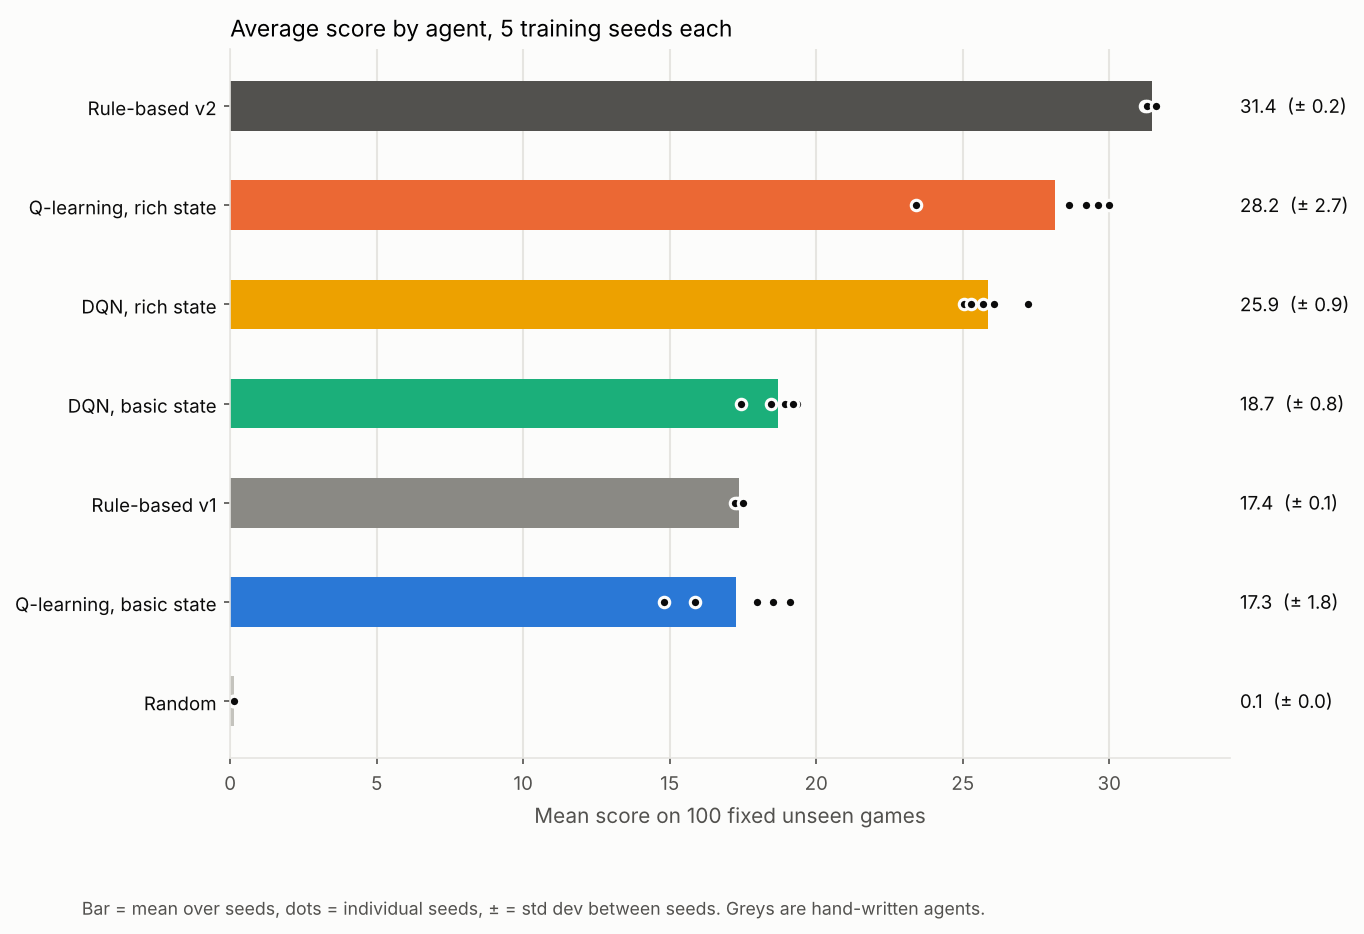 Average score by agent, 5 training seeds each
Rule-based v2
31.4 (± 0.2)
Q-learning, rich state
28.2 (± 2.7)
DQN, rich state
25.9 (± 0.9)
DQN, basic state
18.7 (± 0.8)
Rule-based v1
17.4 (± 0.1)
Q-learning, basic state
17.3 (± 1.8)
Random
0.1 (± 0.0)
0 5 10 15 20 25 30
Mean score on 100 fixed unseen games
Bar = mean over seeds, dots = individual seeds, ± = std dev between seeds. Greys are hand-written agents.